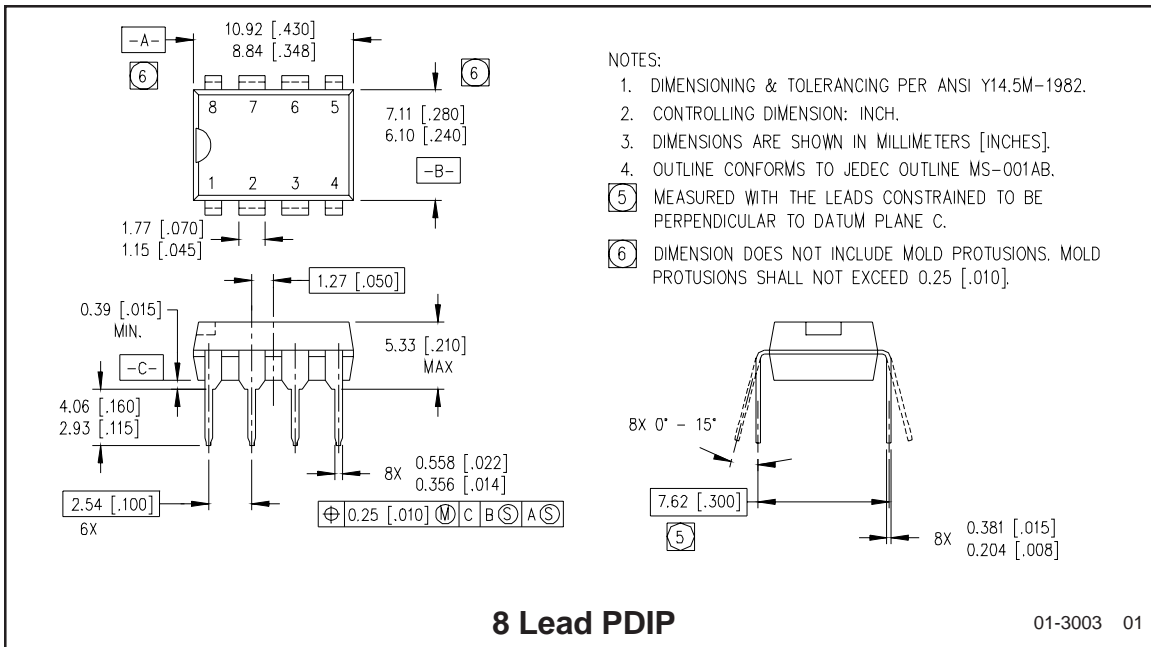 -A-
10.92 [.430]
8.84 [.348]
6
6
8 7 6 5
7.11 [.280]
6.10 [.240]
-B-
1 2 3 4
1.77 [.070]
1.15 [.045]
1.27 [.050]
0.39 [.015]
MIN.
5.33 [.210]
MAX
-C-
4.06 [.160]
2.93 [.115]
8X 0.558 [.022]
0.356 [.014]
2.54 [.100]
6X
⌖ 0.25 [.010] Ⓜ C B Ⓢ A Ⓢ
NOTES:
1. DIMENSIONING & TOLERANCING PER ANSI Y14.5M-1982.
2. CONTROLLING DIMENSION: INCH.
3. DIMENSIONS ARE SHOWN IN MILLIMETERS [INCHES].
4. OUTLINE CONFORMS TO JEDEC OUTLINE MS-001AB.
5 MEASURED WITH THE LEADS CONSTRAINED TO BE
PERPENDICULAR TO DATUM PLANE C.
6 DIMENSION DOES NOT INCLUDE MOLD PROTUSIONS. MOLD
PROTUSIONS SHALL NOT EXCEED 0.25 [.010].
8X 0° - 15°
7.62 [.300]
5
8X 0.381 [.015]
0.204 [.008]
8 Lead PDIP
01-3003 01